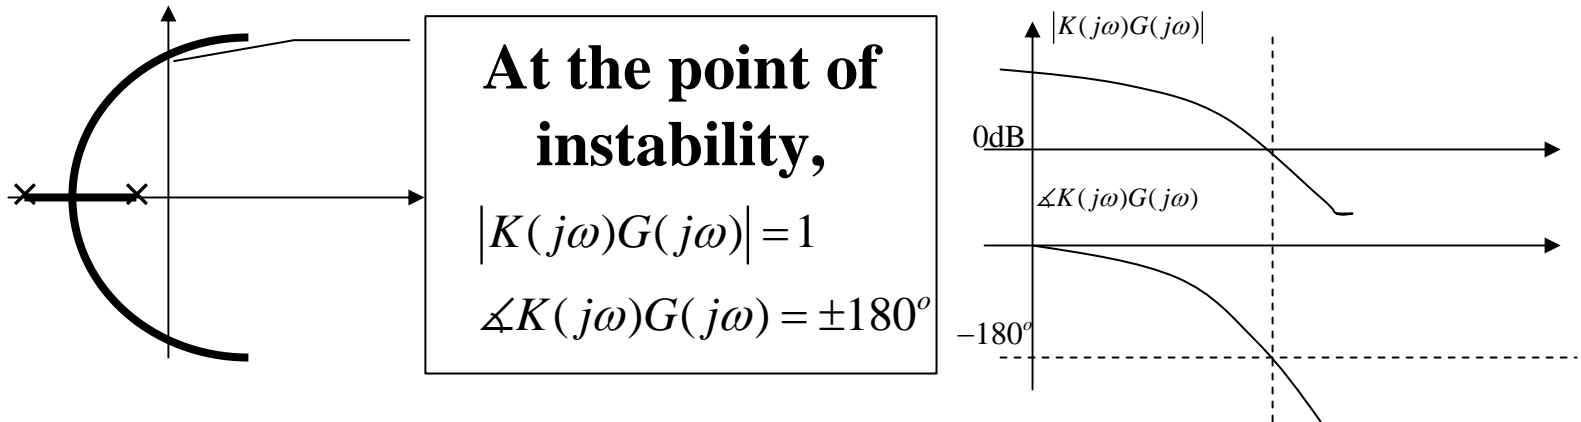 At the point of
instability,
|K(jω)G(jω)| = 1
∡K(jω)G(jω) = ±180°
|K(jω)G(jω)|
0dB
∡K(jω)G(jω)
−180°